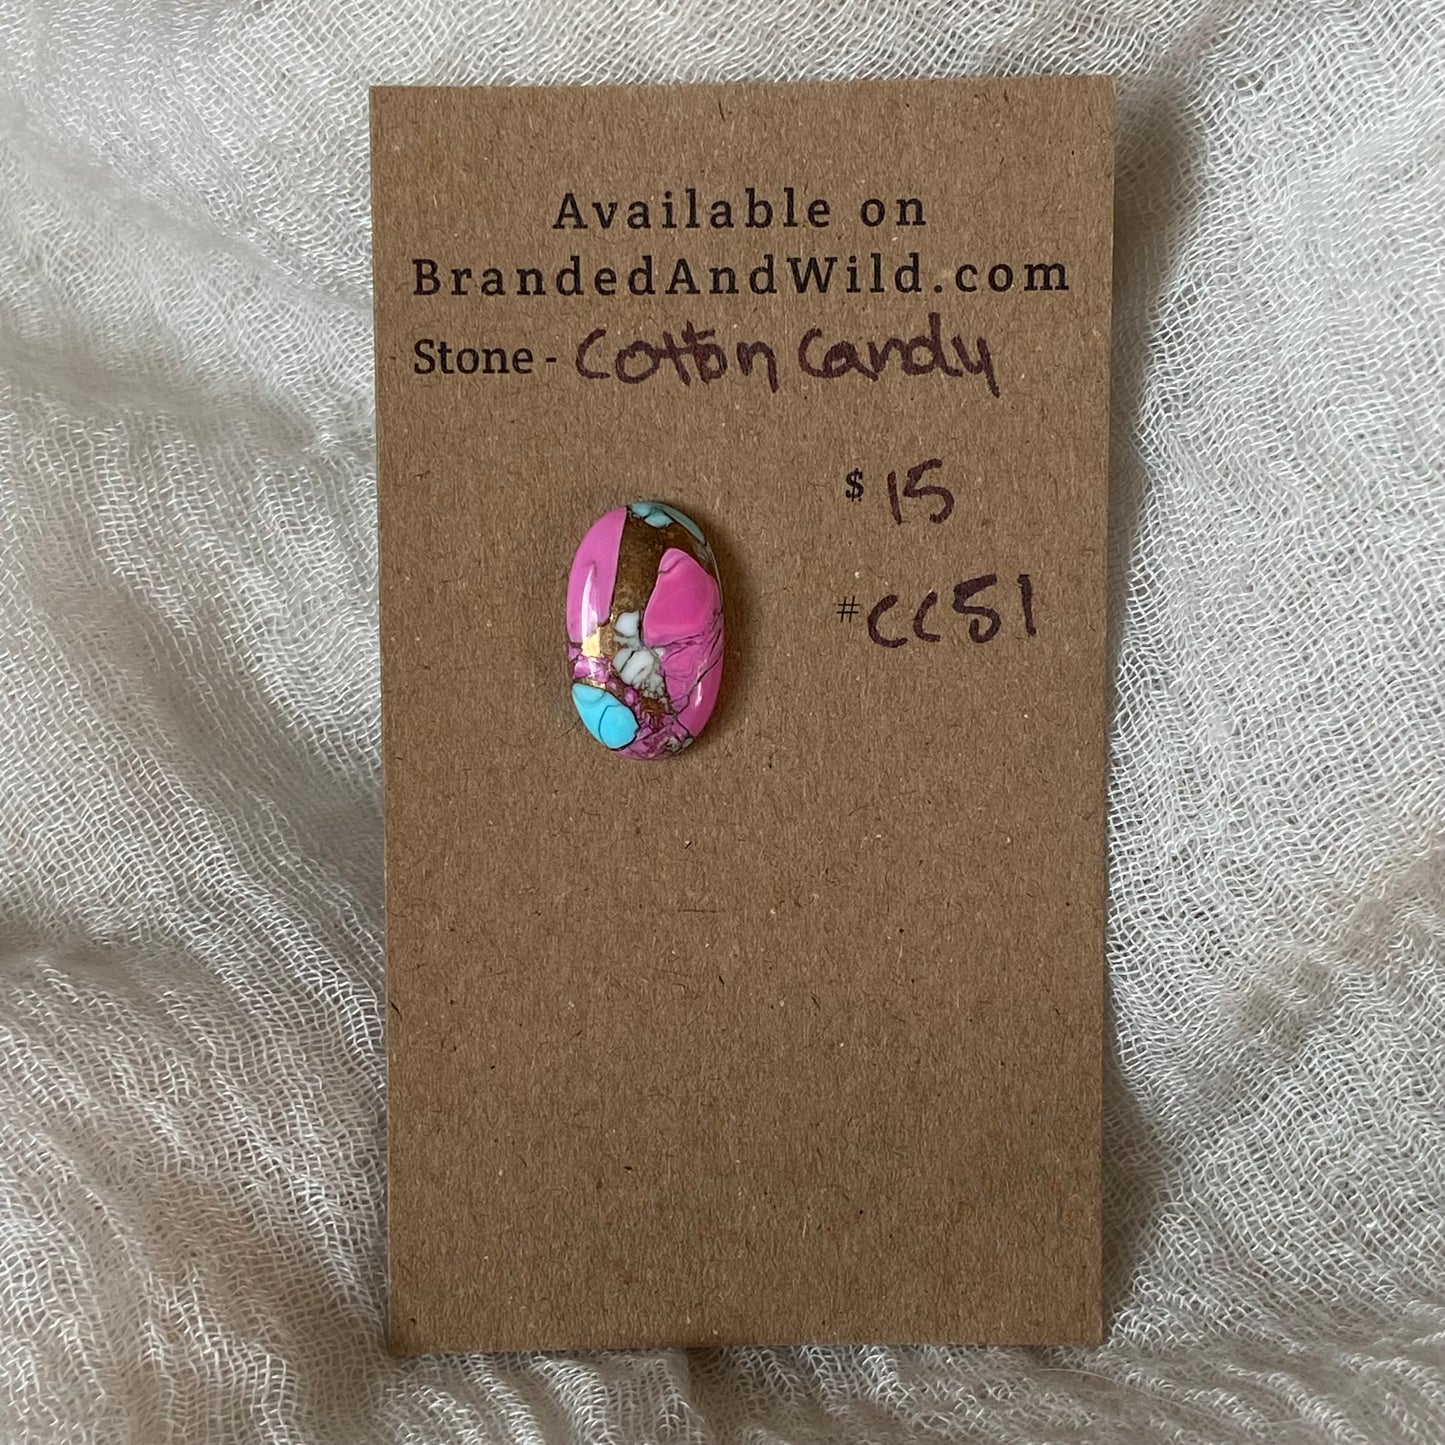 Available on
BrandedAndWild.com
Stone - Cotton Candy
$ 15
# CC51